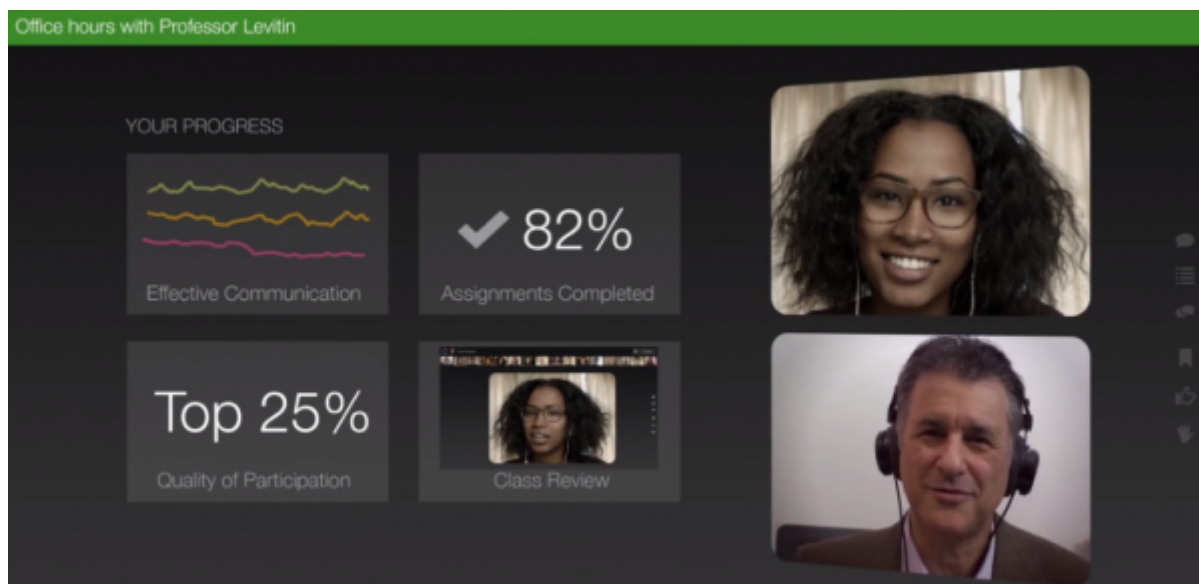 Office hours with Professor Levitin
YOUR PROGRESS
Effective Communication
82%
Assignments Completed
Top 25%
Quality of Participation
Class Review